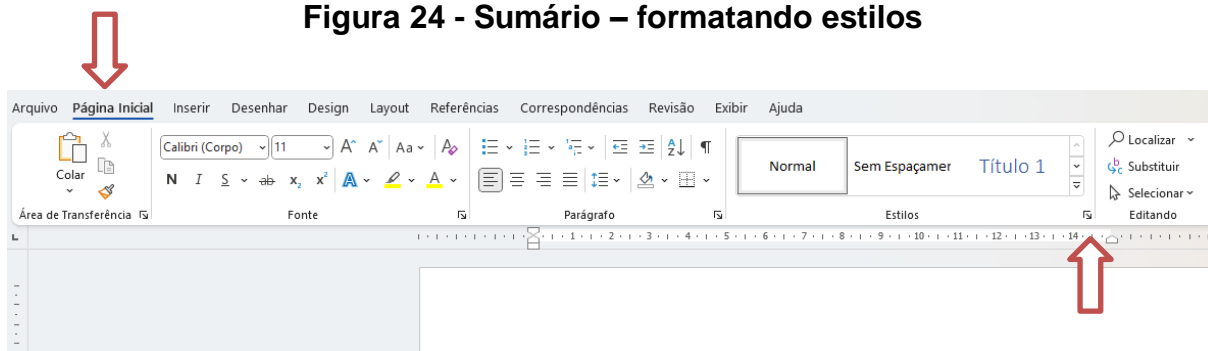 Figura 24 - Sumário – formatando estilos
Arquivo Página Inicial Inserir Desenhar Design Layout Referências Correspondências Revisão Exibir Ajuda
Calibri (Corpo) 11 A A Aa A Localizar
Colar Normal Sem Espaçamer Título 1 Substituir
N I S ab x₂ x² A A Selecionar
Área de Transferência Fonte Parágrafo Estilos Editando
1 2 3 4 5 6 7 8 9 10 11 12 13 14